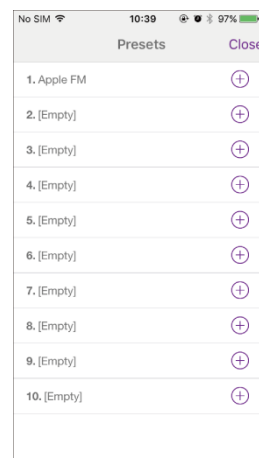 No SIM 10:39 97%
Presets Close
1. Apple FM
2. [Empty]
3. [Empty]
4. [Empty]
5. [Empty]
6. [Empty]
7. [Empty]
8. [Empty]
9. [Empty]
10. [Empty]